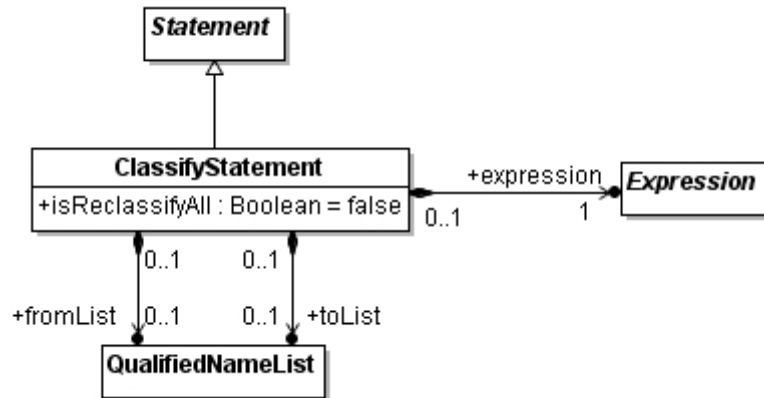 Statement
ClassifyStatement
+isReclassifyAll : Boolean = false
+expression
0..1
1
Expression
0..1
0..1
+fromList
0..1
0..1
+toList
QualifiedNameList